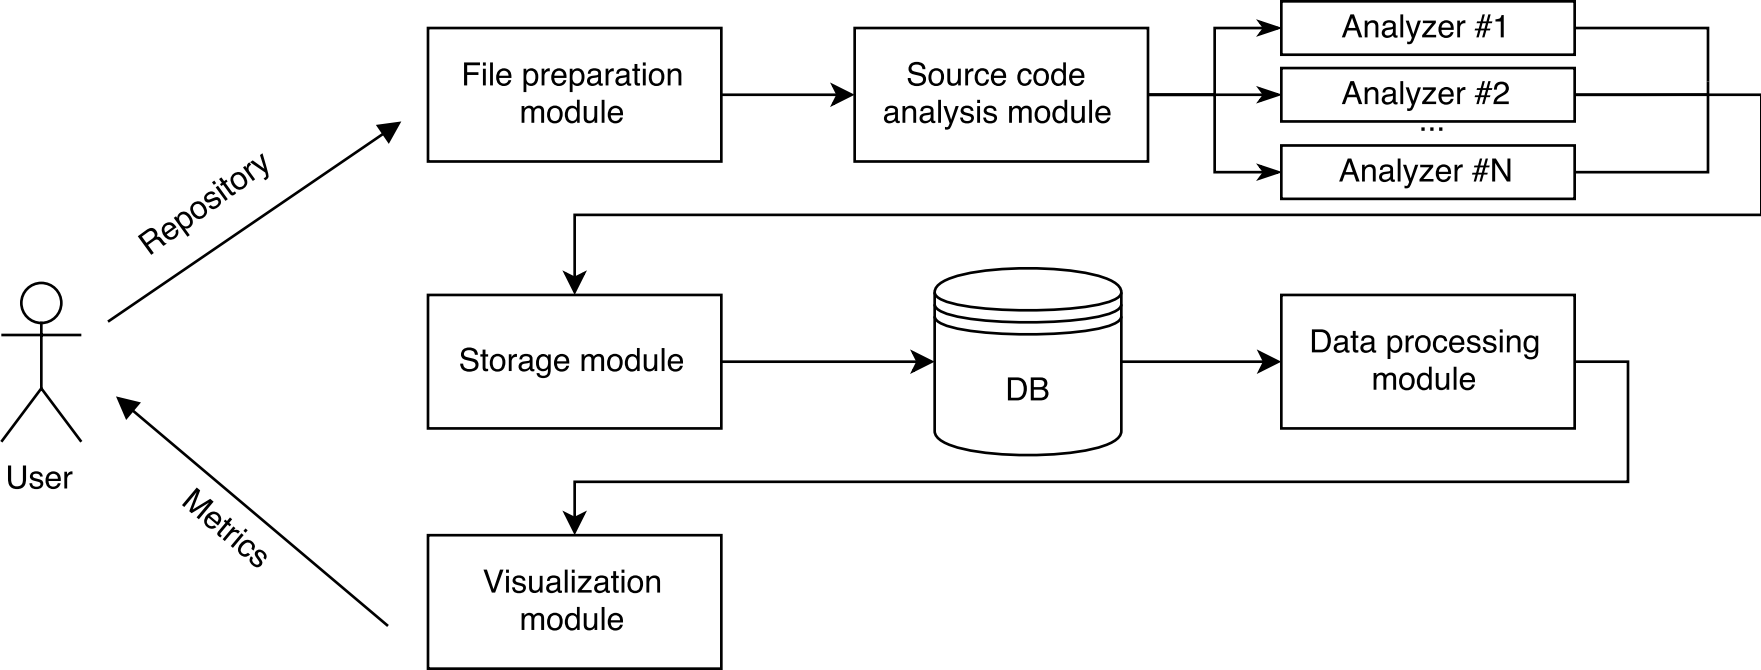 File preparation
module
Source code
analysis module
Analyzer #1
Analyzer #2
...
Analyzer #N
Repository
User
Storage module
DB
Data processing
module
Metrics
Visualization
module